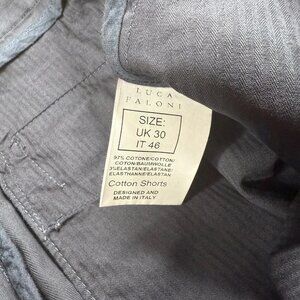 LUCA
FALONI
SIZE:
UK 30
IT 46
97% COTONE/COTTON/
COTON/BAUMWOLLE
3%ELASTAN/ELASTANE/
ELASTHANNE/ELASTAN
Cotton Shorts
DESIGNED AND
MADE IN ITALY